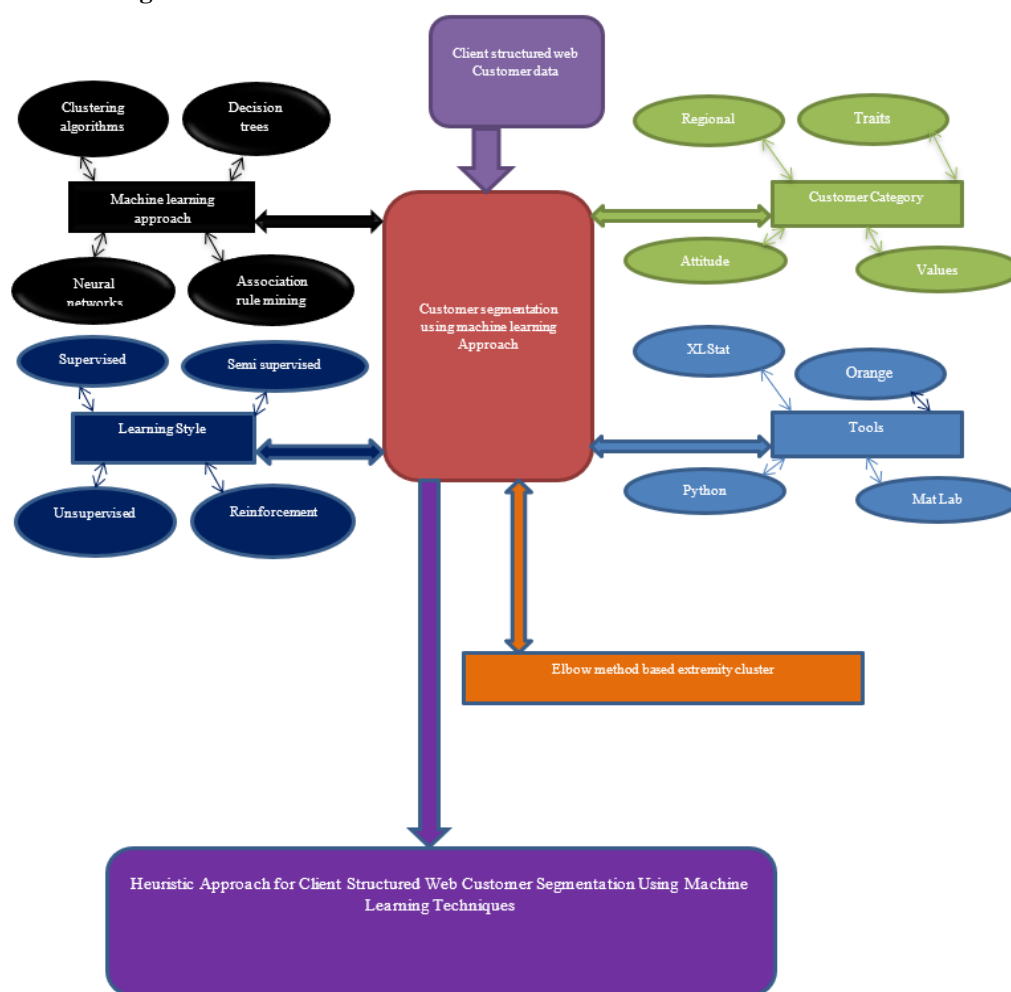 Client structured web
Customer data
Clustering
algorithms
Decision
trees
Machine learning
approach
Neural
networks
Association
rule mining
Regional
Traits
Customer Category
Attitude
Values
Customer segmentation
using machine learning
Approach
Supervised
Semi supervised
Learning Style
Unsupervised
Reinforcement
XLStat
Orange
Tools
Python
Mat Lab
Elbow method based extremity cluster
Heuristic Approach for Client Structured Web Customer Segmentation Using Machine
Learning Techniques